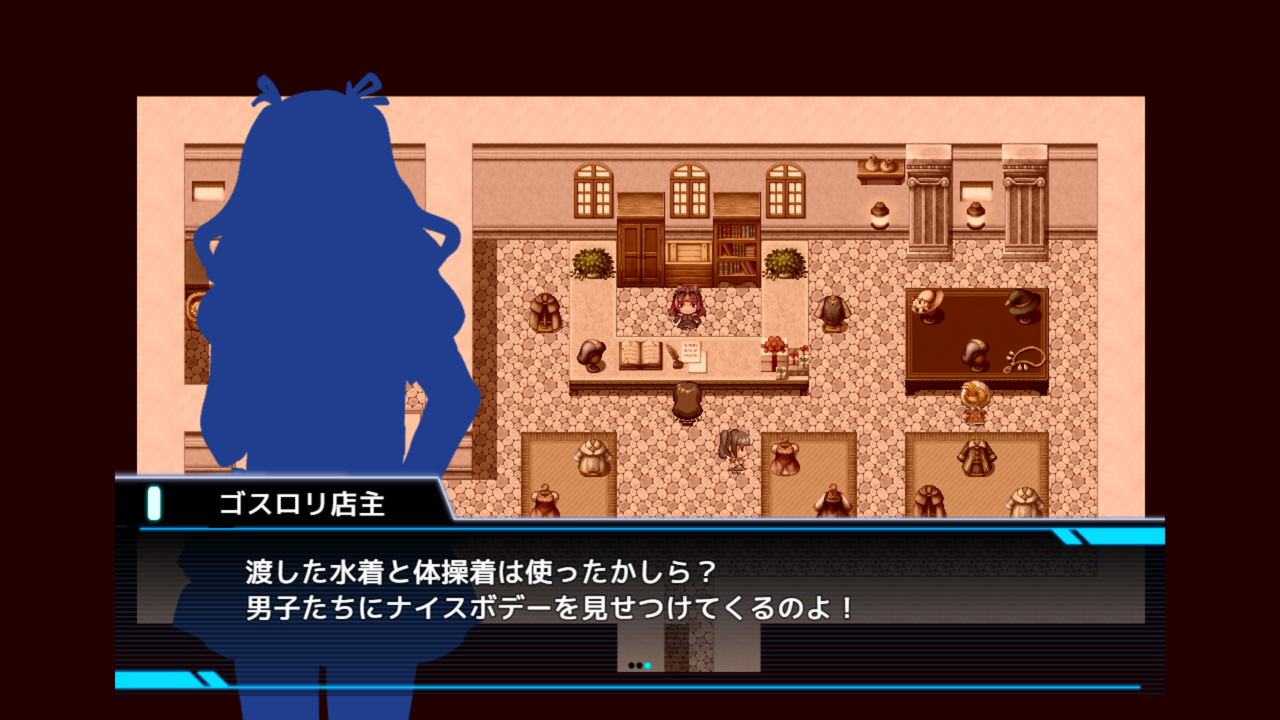 ゴスロリ店主
渡した水着と体操着は使ったかしら？
男子たちにナイスボデーを見せつけてくるのよ！